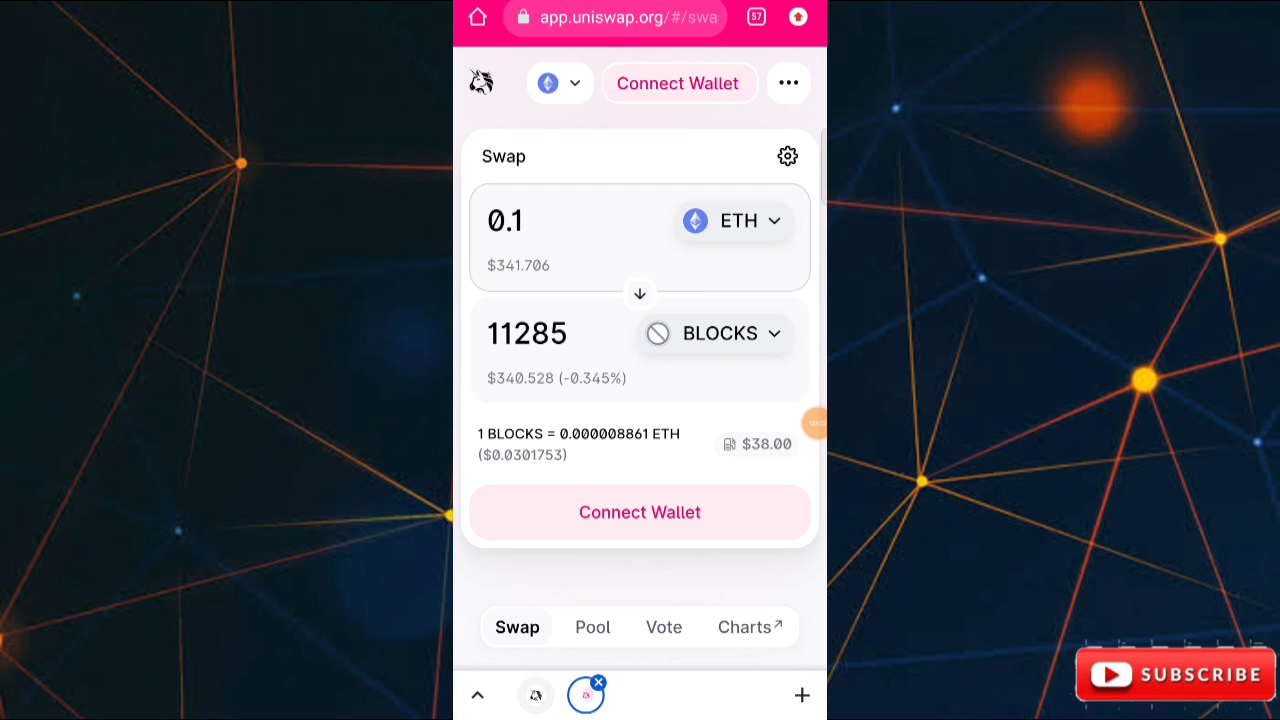 app.uniswap.org/#/swa
57
Connect Wallet
Swap
0.1
ETH
$341.706
11285
BLOCKS
$340.528 (-0.345%)
1 BLOCKS = 0.000008861 ETH
($0.0301753)
$38.00
Connect Wallet
Swap
Pool
Vote
Charts
SUBSCRIBE